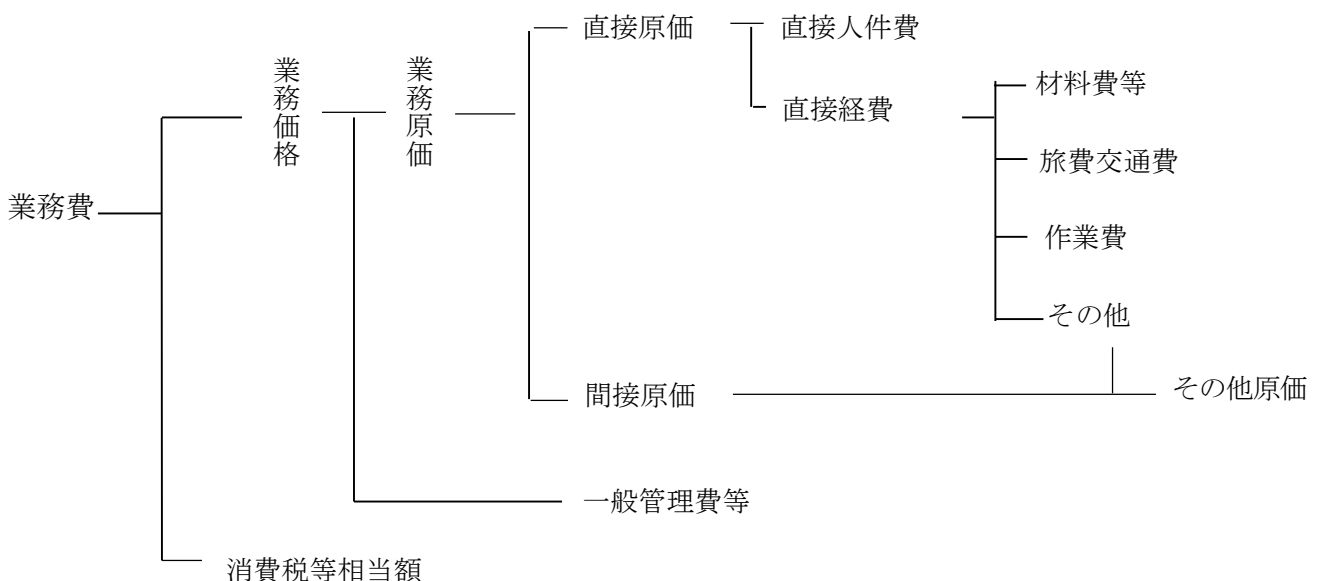 直接原価
直接人件費
業務価格
業務原価
材料費等
直接経費
旅費交通費
業務費
作業費
その他
間接原価
その他原価
一般管理費等
消費税等相当額